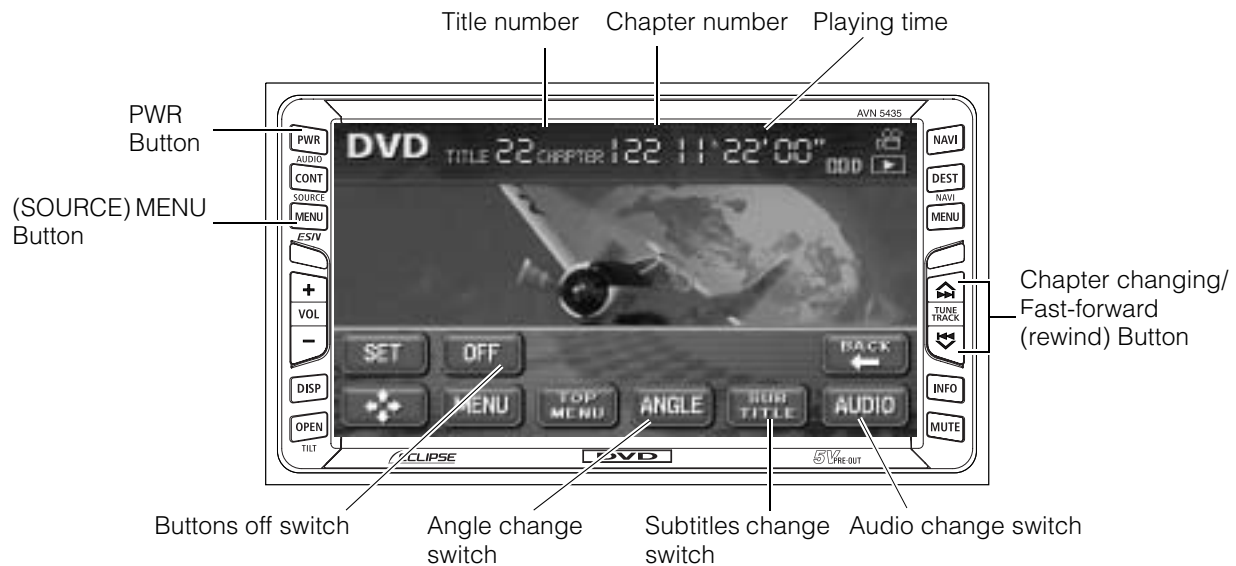 Title number Chapter number Playing time
AVN 5435
PWR
Button
PWR
AUDIO
CONT
SOURCE
MENU
ESN
(SOURCE) MENU
Button
+
VOL
−
DISP
OPEN
TILT
DVD TITLE 22 CHAPTER 122 11°22'00"
SET OFF BACK
MENU TOP MENU ANGLE SUB TITLE AUDIO
NAVI
DEST
NAVI
MENU
TUNE
TRACK
INFO
MUTE
Chapter changing/
Fast-forward
(rewind) Button
ECLIPSE DVD 5V PRE-OUT
Buttons off switch
Angle change
switch
Subtitles change
switch
Audio change switch